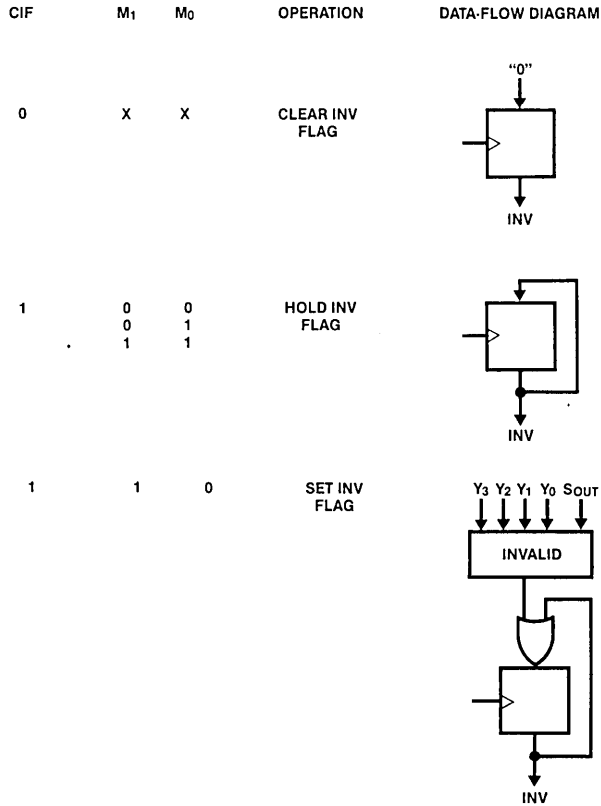 CIF M1 M0 OPERATION DATA-FLOW DIAGRAM
"0"
0 X X CLEAR INV
FLAG
INV
1 0 0 HOLD INV
0 1 FLAG
1 1
INV
1 1 0 SET INV
FLAG
Y3 Y2 Y1 Y0 SOUT
INVALID
INV